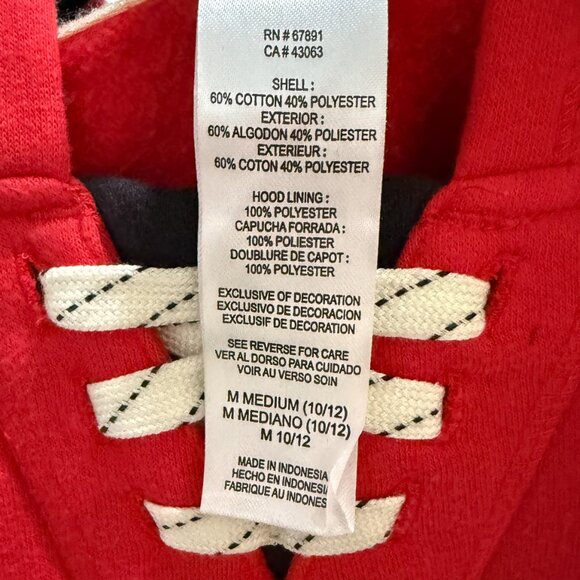 RN # 67891
CA # 43063
SHELL :
60% COTTON 40% POLYESTER
EXTERIOR :
60% ALGODON 40% POLIESTER
EXTERIEUR :
60% COTON 40% POLYESTER
HOOD LINING :
100% POLYESTER
CAPUCHA FORRADA :
100% POLIESTER
DOUBLURE DE CAPOT :
100% POLYESTER
EXCLUSIVE OF DECORATION
EXCLUSIVO DE DECORACION
EXCLUSIF DE DECORATION
SEE REVERSE FOR CARE
VER AL DORSO PARA CUIDADO
VOIR AU VERSO SOIN
M MEDIUM (10/12)
M MEDIANO (10/12)
M 10/12
MADE IN INDONESIA
HECHO EN INDONESIA
FABRIQUE AU INDONES